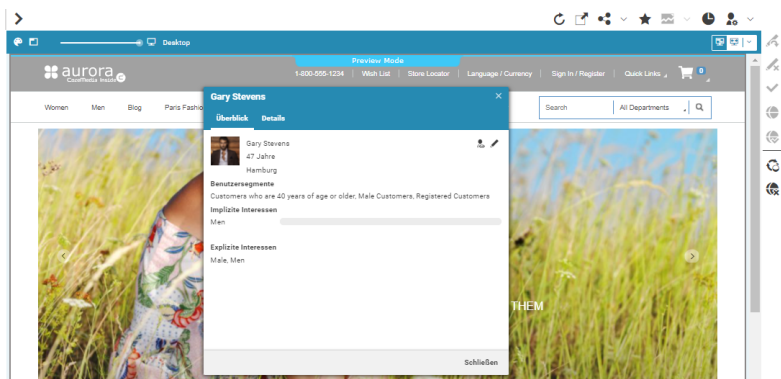 Desktop
Preview Mode
aurora
CoreMedia Inside
1-800-555-1234 | Wish List | Store Locator | Language / Currency | Sign In / Register | Quick Links
0
Women Men Blog Paris Fashio
Search All Departments
Gary Stevens
Überblick Details
Gary Stevens
47 Jahre
Hamburg
Benutzersegmente
Customers who are 40 years of age or older, Male Customers, Registered Customers
Implizite Interessen
Men
Explizite Interessen
Male, Men
THEM
Schließen